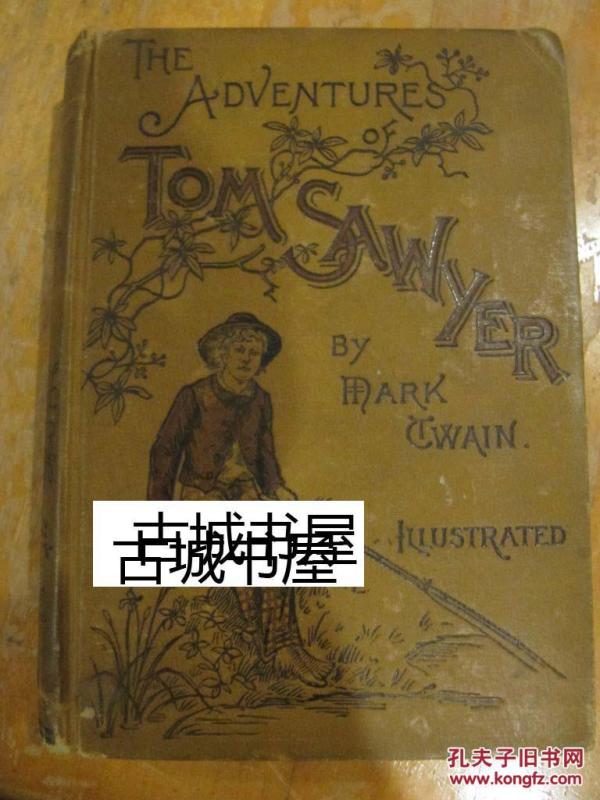 THE
ADVENTURES
OF
TOM SAWYER
BY
MARK
TWAIN.
ILLUSTRATED
古城书屋
古城书屋
孔夫子旧书网
www.kongfz.com